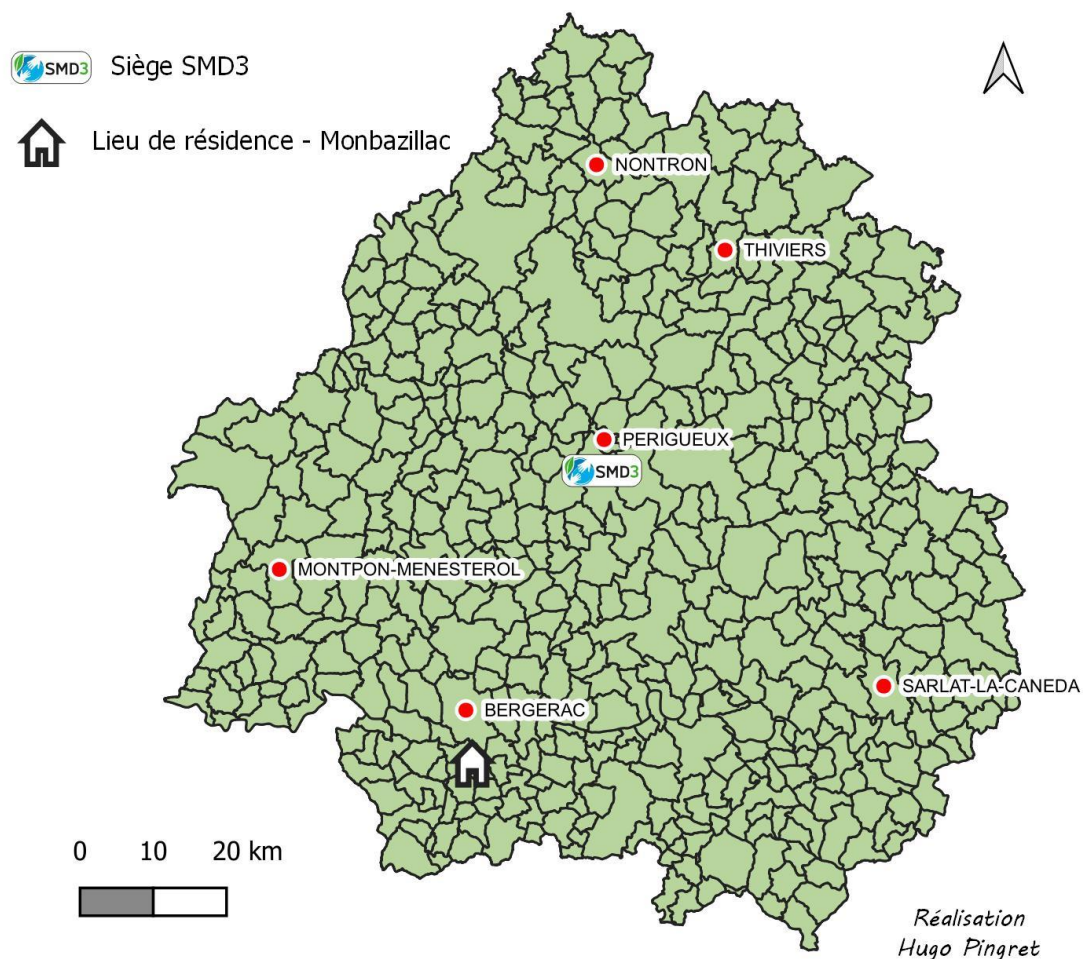 SMD3 Siège SMD3
Lieu de résidence - Monbazillac
NONTRON
THIVIERS
PERIGUEUX
SMD3
MONTPON-MENESTEROL
SARLAT-LA-CANEDA
BERGERAC
0 10 20 km
Réalisation
Hugo Pingret